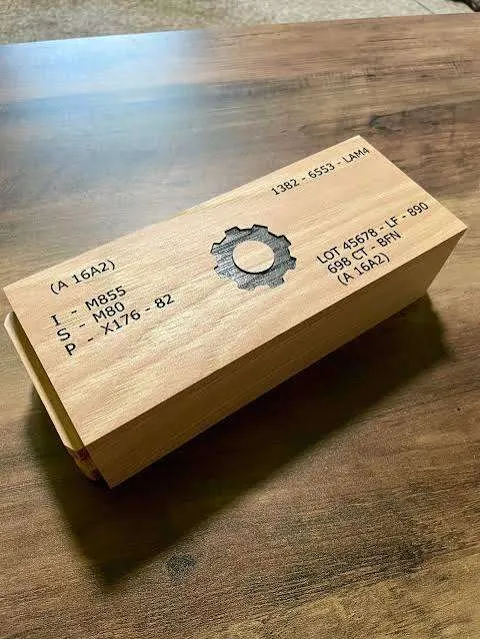 1382 - 6553 - LAM4
(A 16A2)
I - M855
S - M80
P - X176 - 82
LOT 45678 - LF - 890
698 CT - BFN
(A 16A2)